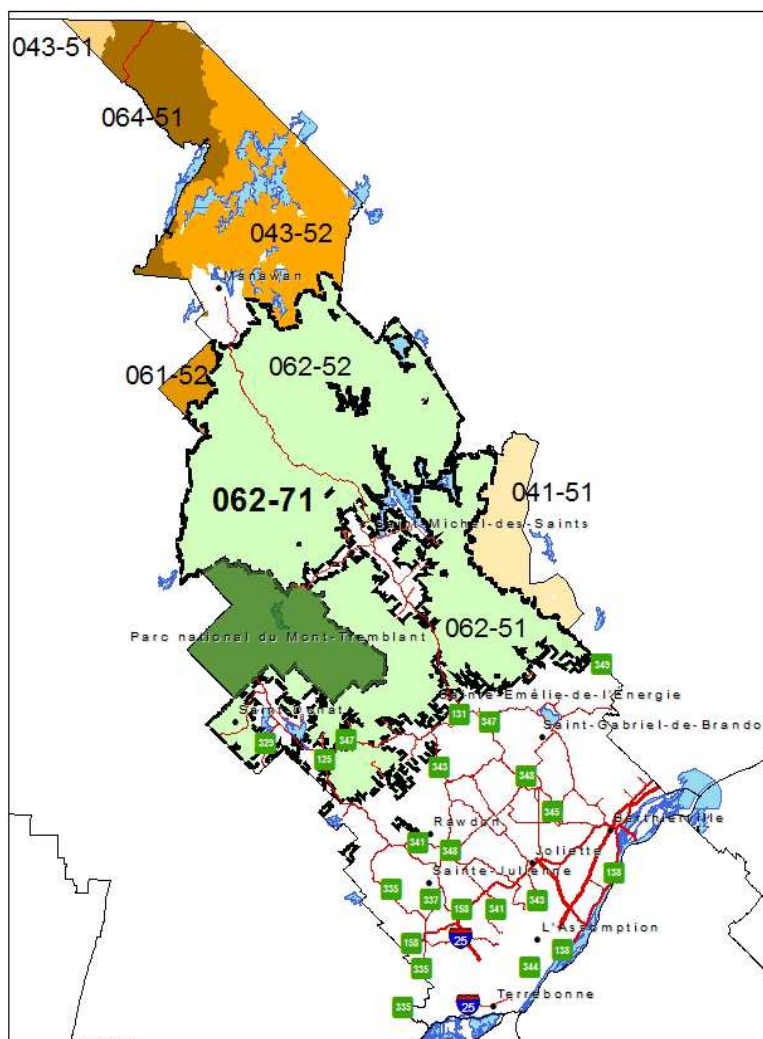 043-51
064-51
043-52
Manawan
061-52
062-52
062-71
041-51
Saint-Michel-des-Saints
062-51
Parc national du Mont-Tremblant
349
Sainte-Emélie-de-l'Energie
Saint-Donat
131
347
Saint-Gabriel-de-Brando
329
347
125
343
348
345
Berthierville
Rawdon
341
348
Joliette
Sainte-Julienne
138
335
337
158
341
343
L'Assomption
158
25
138
335
344
Terrebonne
335
25